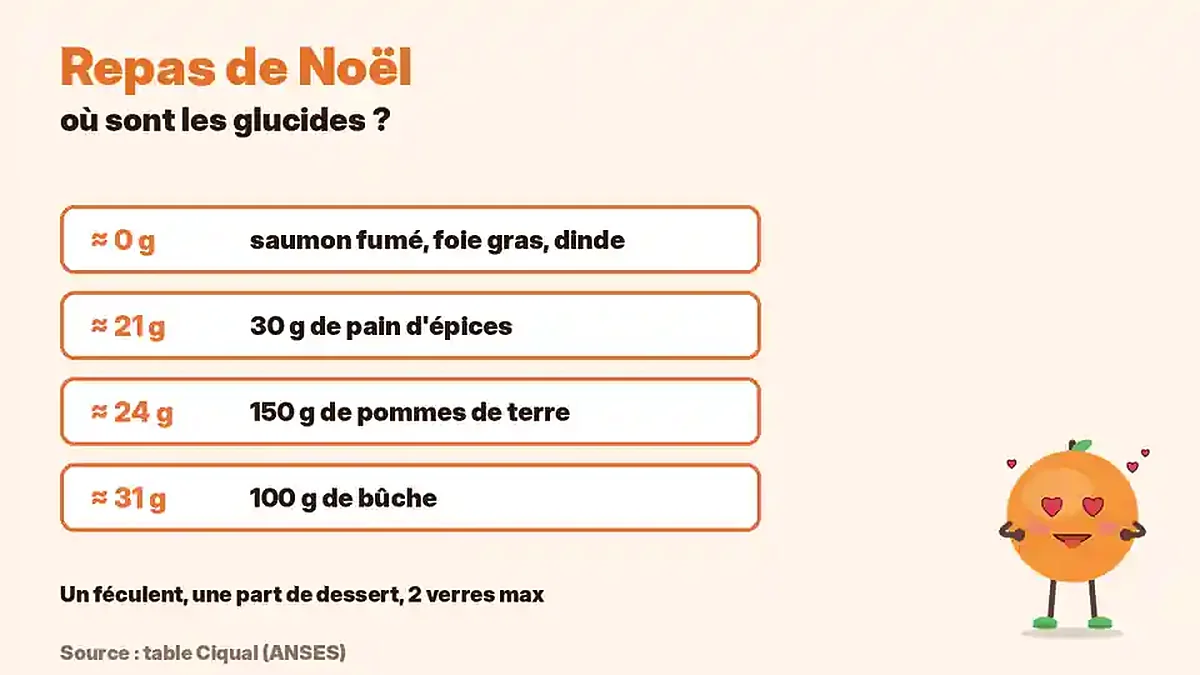 Repas de Noël
où sont les glucides ?
≈ 0 g saumon fumé, foie gras, dinde
≈ 21 g 30 g de pain d'épices
≈ 24 g 150 g de pommes de terre
≈ 31 g 100 g de bûche
Un féculent, une part de dessert, 2 verres max
Source : table Ciqual (ANSES)